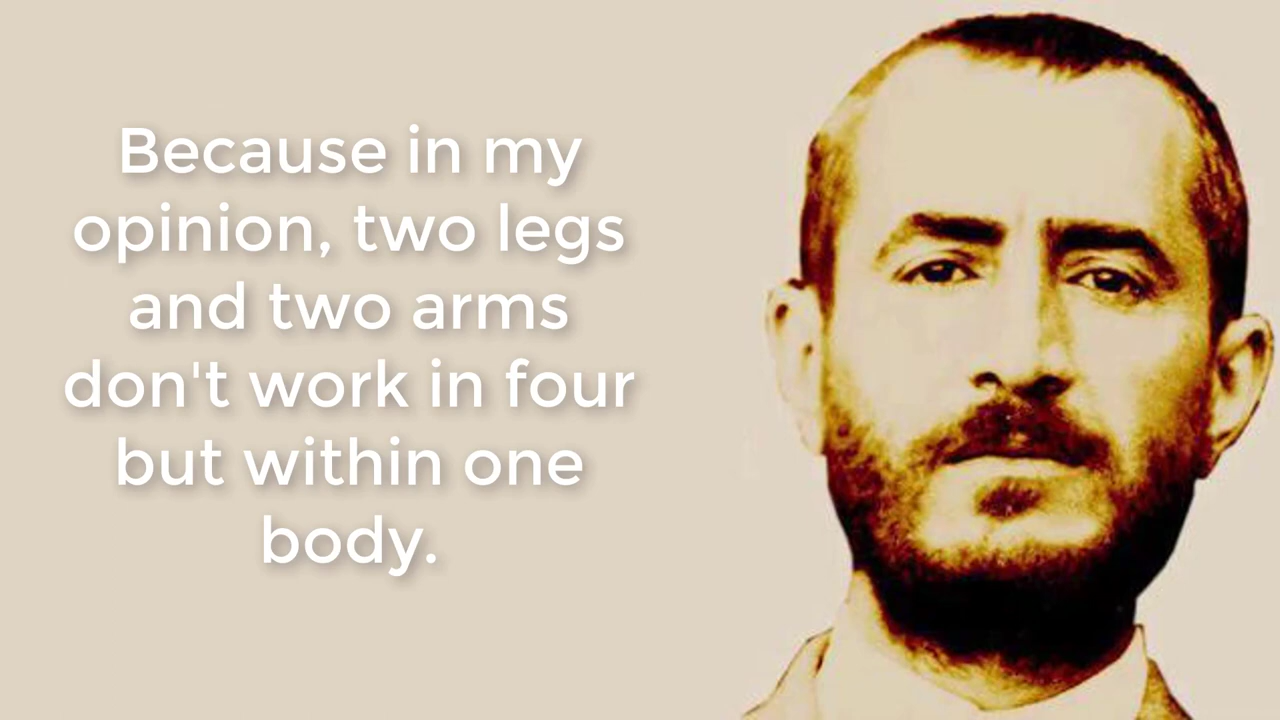 Because in my
opinion, two legs
and two arms
don't work in four
but within one
body.